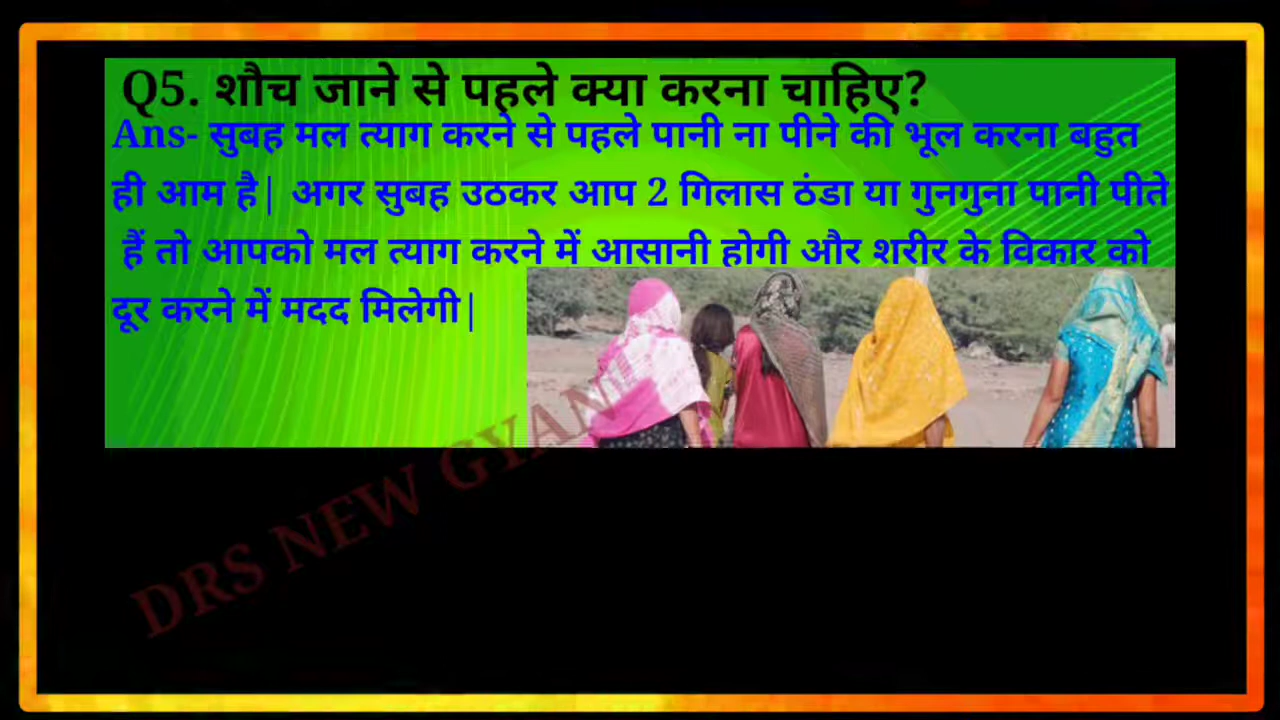 Q5. शौच जाने से पहले क्या करना चाहिए?
Ans- सुबह मल त्याग करने से पहले पानी ना पीने की भूल करना बहुत
ही आम है| अगर सुबह उठकर आप 2 गिलास ठंडा या गुनगुना पानी पीते
हैं तो आपको मल त्याग करने में आसानी होगी और शरीर के विकार को
दूर करने में मदद मिलेगी|
DRS NEW GYAN